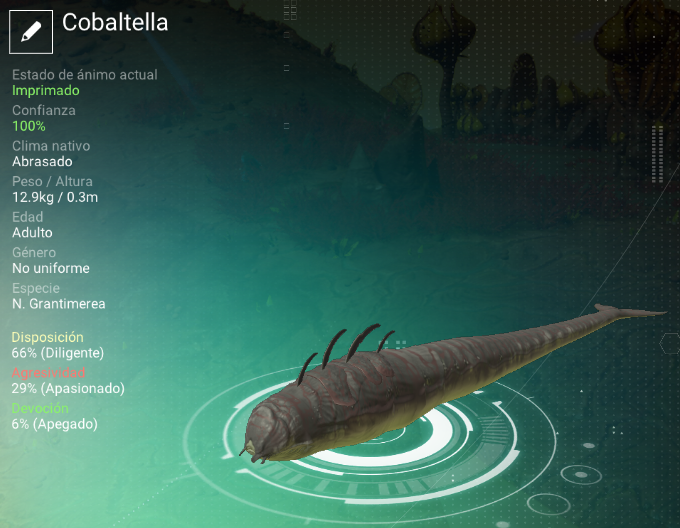 Cobaltella
Estado de ánimo actual
Imprimado
Confianza
100%
Clima nativo
Abrasado
Peso / Altura
12.9kg / 0.3m
Edad
Adulto
Género
No uniforme
Especie
N. Grantimerea
Disposición
66% (Diligente)
Agresividad
29% (Apasionado)
Devoción
6% (Apegado)